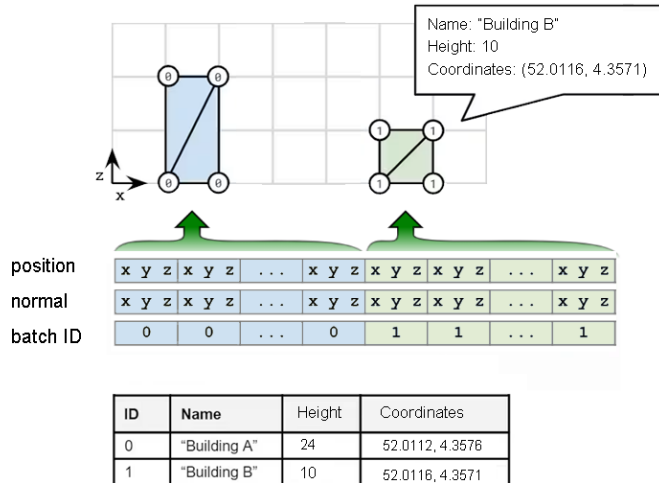 Name: "Building B"
Height: 10
Coordinates: (52.0116, 4.3571)
0 0
1 1
z
0 0 1 1
x
position x y z x y z ... x y z x y z x y z ... x y z
normal x y z x y z ... x y z x y z x y z ... x y z
batch ID 0 0 ... 0 1 1 ... 1
ID Name Height Coordinates
0 "Building A" 24 52.0112, 4.3576
1 "Building B" 10 52.0116, 4.3571